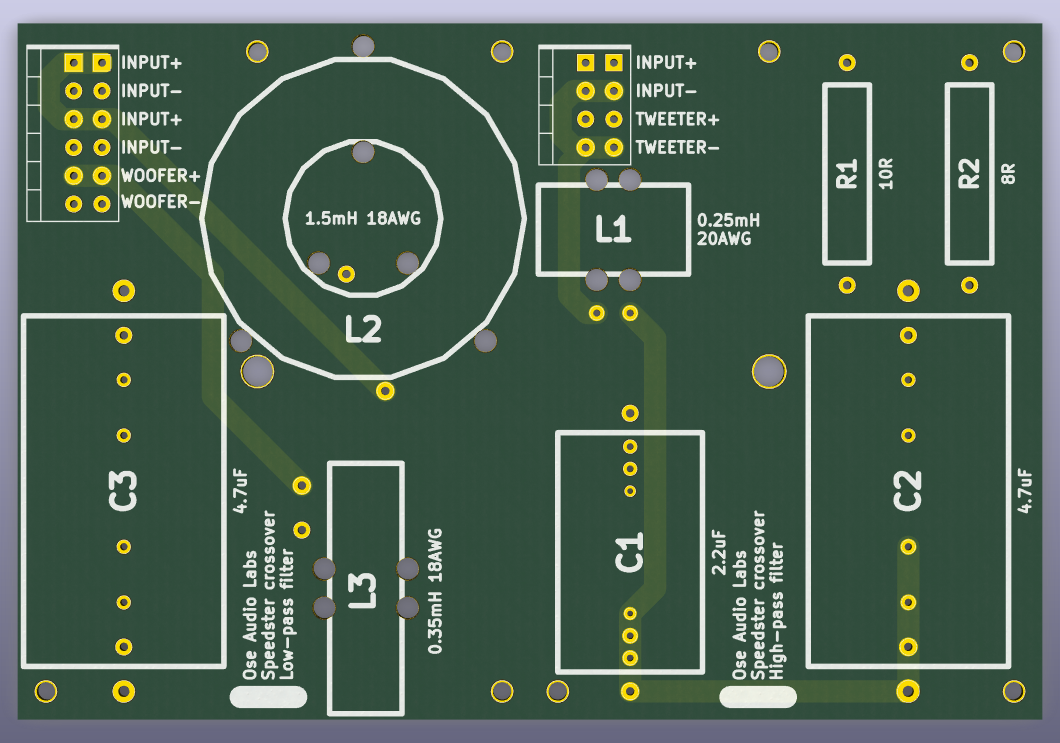 INPUT+
INPUT-
INPUT+
INPUT-
WOOFER+
WOOFER-
1.5mH 18AWG
L2
INPUT+
INPUT-
TWEETER+
TWEETER-
L1
0.25mH
20AWG
R1
10R
R2
8R
C3
4.7uF
Ose Audio Labs
Speedster crossover
Low-pass filter
L3
0.35mH 18AWG
C1
2.2uF
Ose Audio Labs
Speedster crossover
High-pass filter
C2
4.7uF